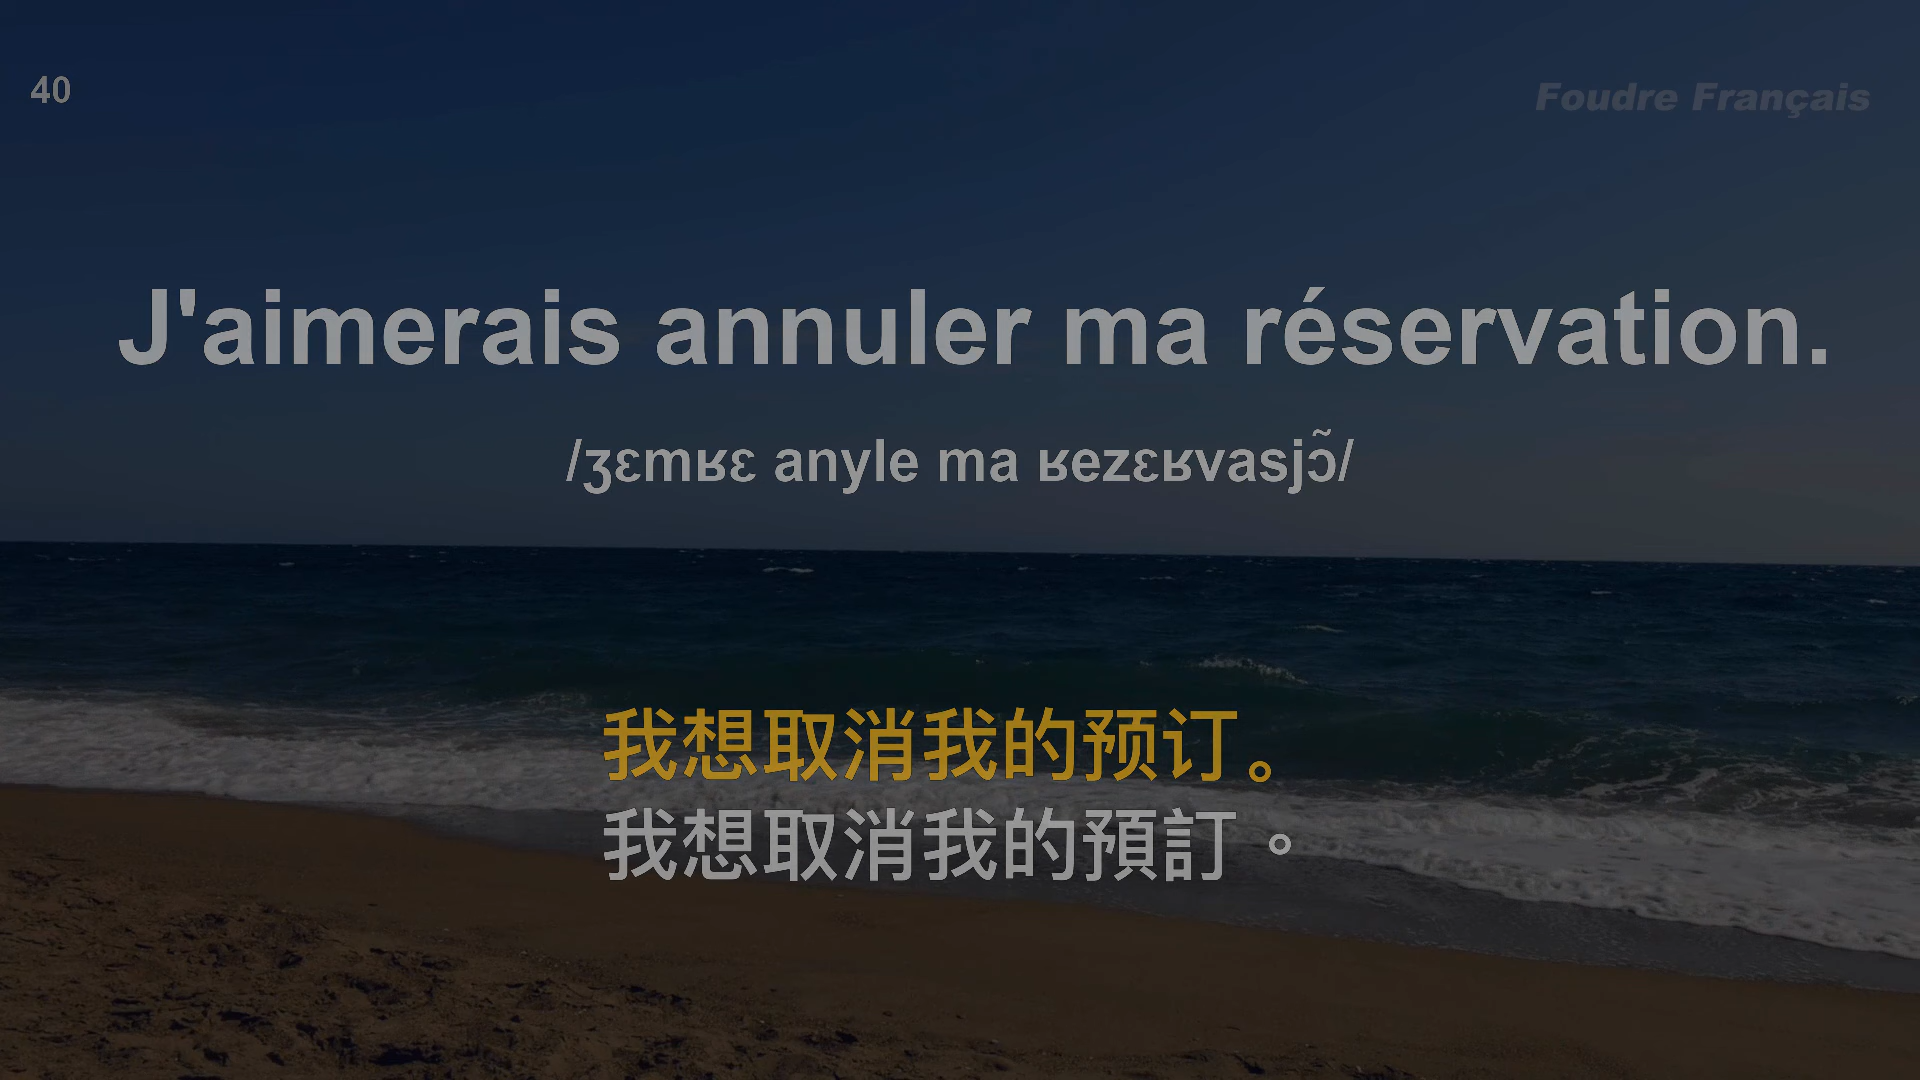 40
Foudre Français
J'aimerais annuler ma réservation.
/ʒɛmʁɛ anyle ma ʁezɛʁvasjɔ̃/
我想取消我的预订。
我想取消我的預訂。